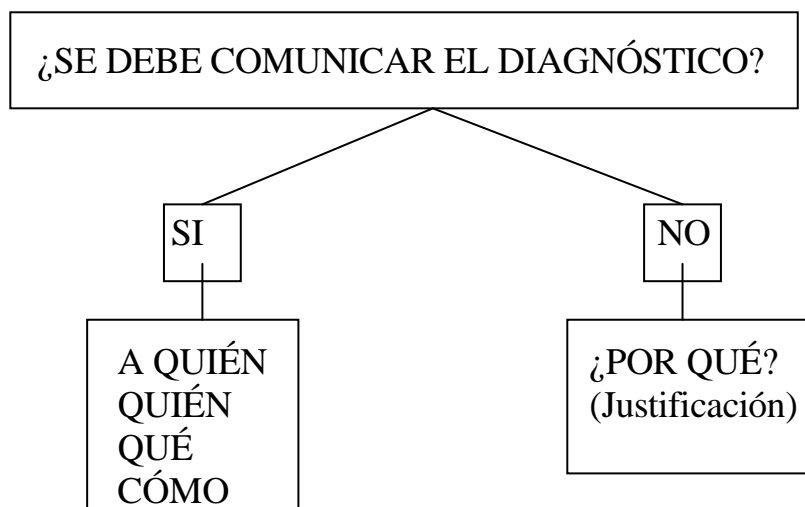 ¿SE DEBE COMUNICAR EL DIAGNÓSTICO?
SI
NO
A QUIÉN
QUIÉN
QUÉ
CÓMO
¿POR QUÉ?
(Justificación)